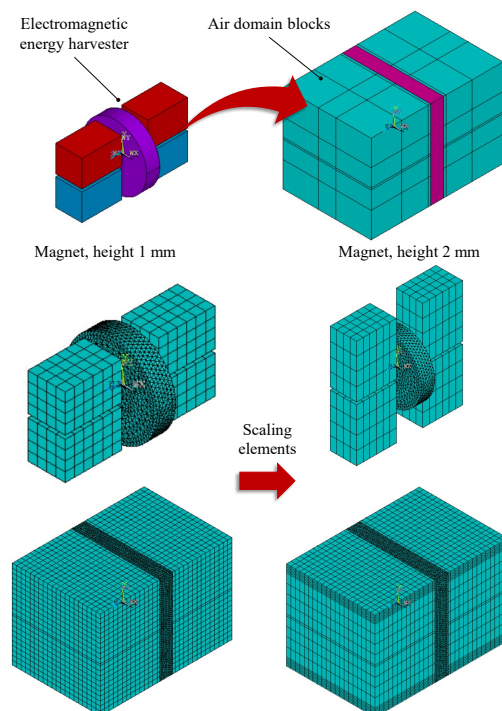 Electromagnetic
energy harvester
Air domain blocks
Magnet, height 1 mm
Magnet, height 2 mm
Scaling
elements